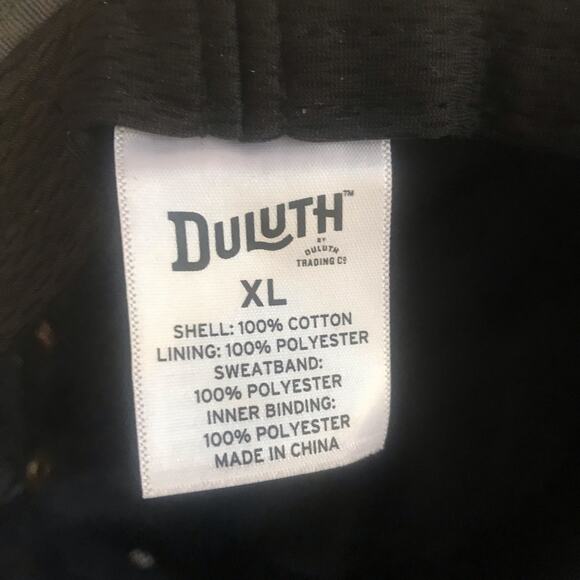 DULUTH™
BY
DULUTH
TRADING CO
XL
SHELL: 100% COTTON
LINING: 100% POLYESTER
SWEATBAND:
100% POLYESTER
INNER BINDING:
100% POLYESTER
MADE IN CHINA